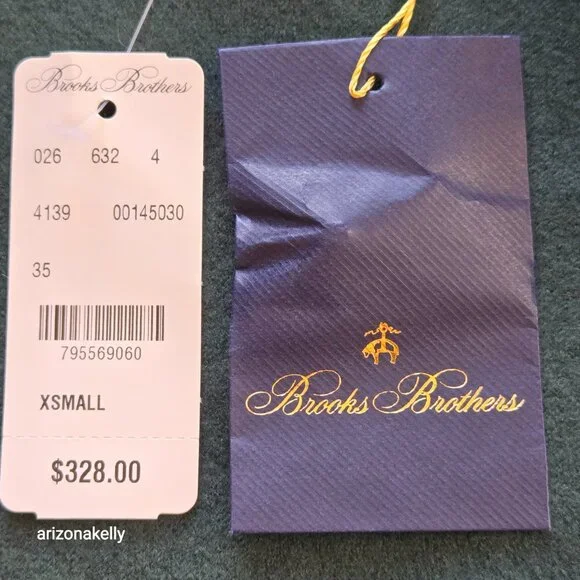 Brooks Brothers
026 632 4
4139 00145030
35
795569060
XSMALL
$328.00
Brooks Brothers
arizonakelly